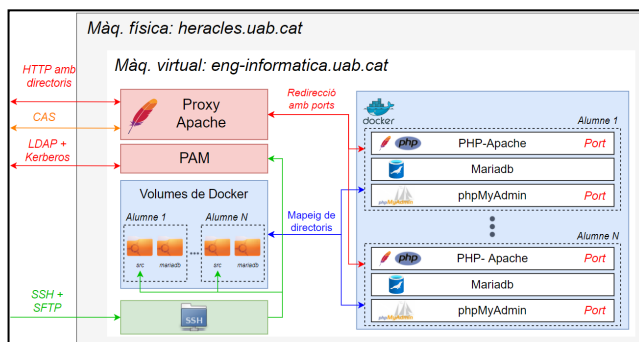 Màq. física: heracles.uab.cat
Màq. virtual: eng-informatica.uab.cat
HTTP amb
directoris
CAS
LDAP +
Kerberos
SSH +
SFTP
Proxy
Apache
PAM
Volumes de Docker
Alumne 1
Alumne N
src
mariadb
...
src
mariadb
SSH
Redirecció
amb ports
Mapeig de
directoris
docker
Alumne 1
php
PHP-Apache
Port
Mariadb
phpMyAdmin
phpMyAdmin
Port
Alumne N
php
PHP- Apache
Port
Mariadb
phpMyAdmin
phpMyAdmin
Port